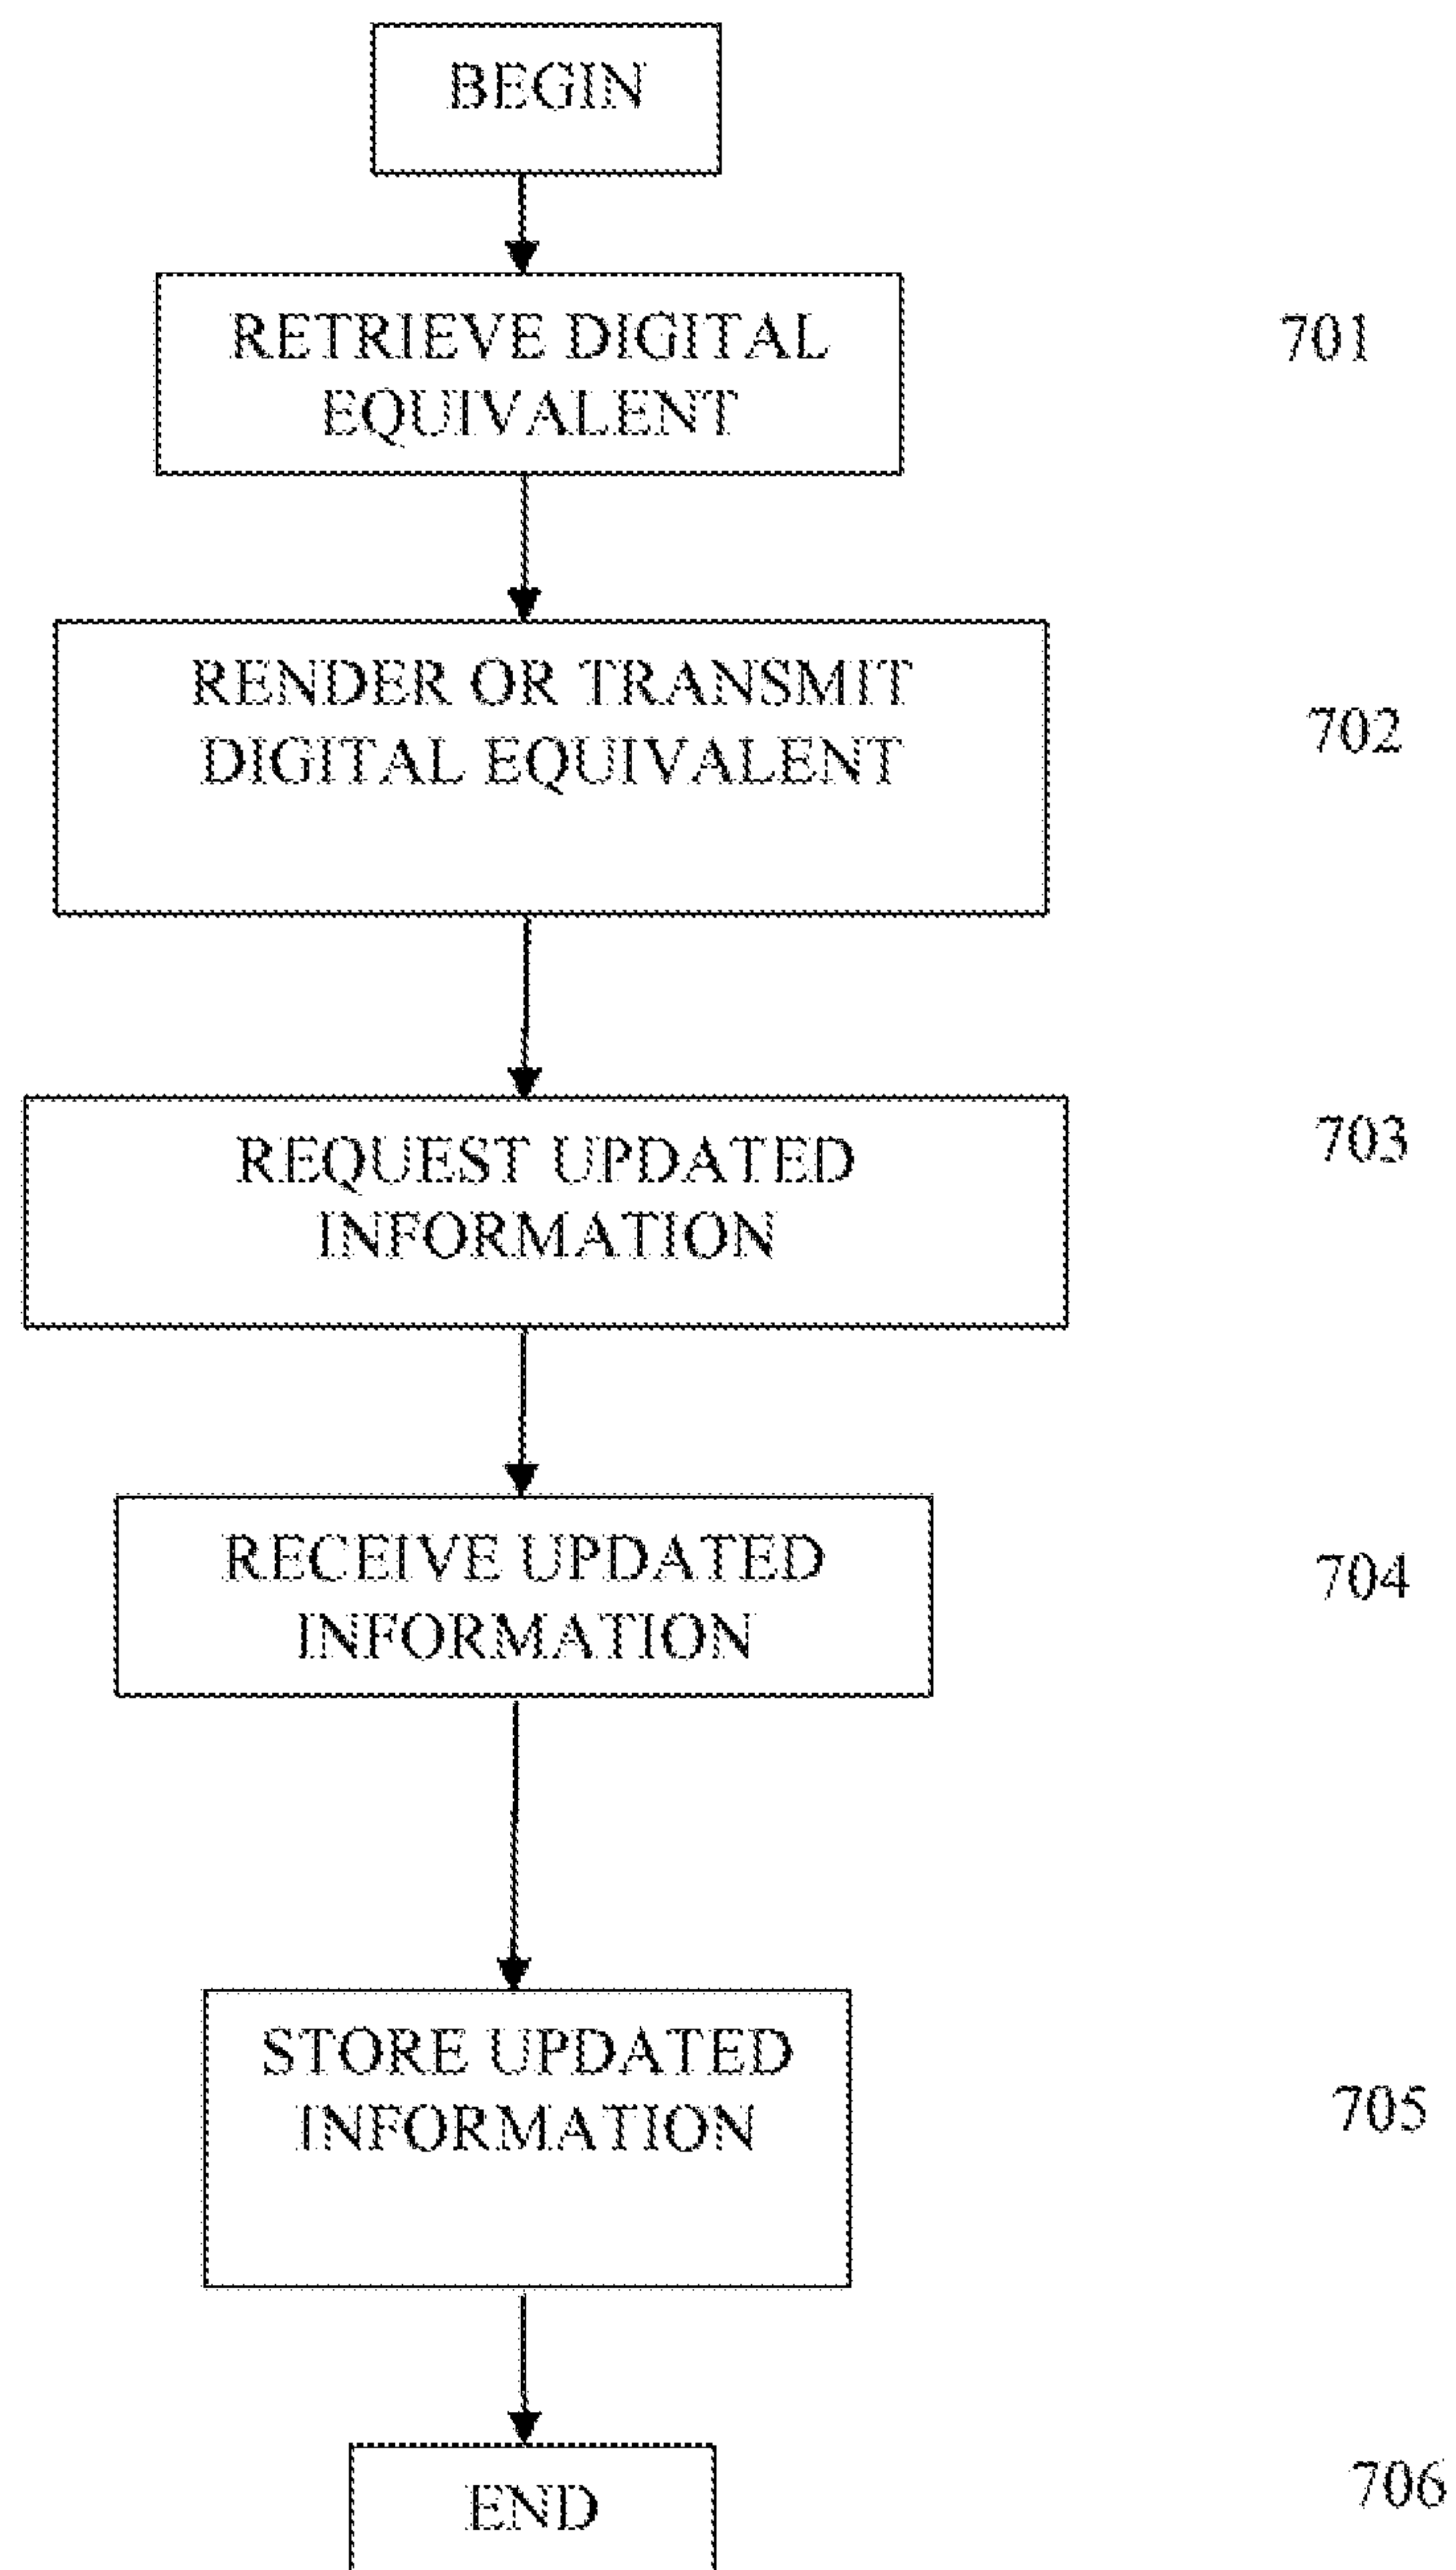 BEGIN
RETRIEVE DIGITAL
EQUIVALENT
701
RENDER OR TRANSMIT
DIGITAL EQUIVALENT
702
REQUEST UPDATED
INFORMATION
703
RECEIVE UPDATED
INFORMATION
704
STORE UPDATED
INFORMATION
705
END
706